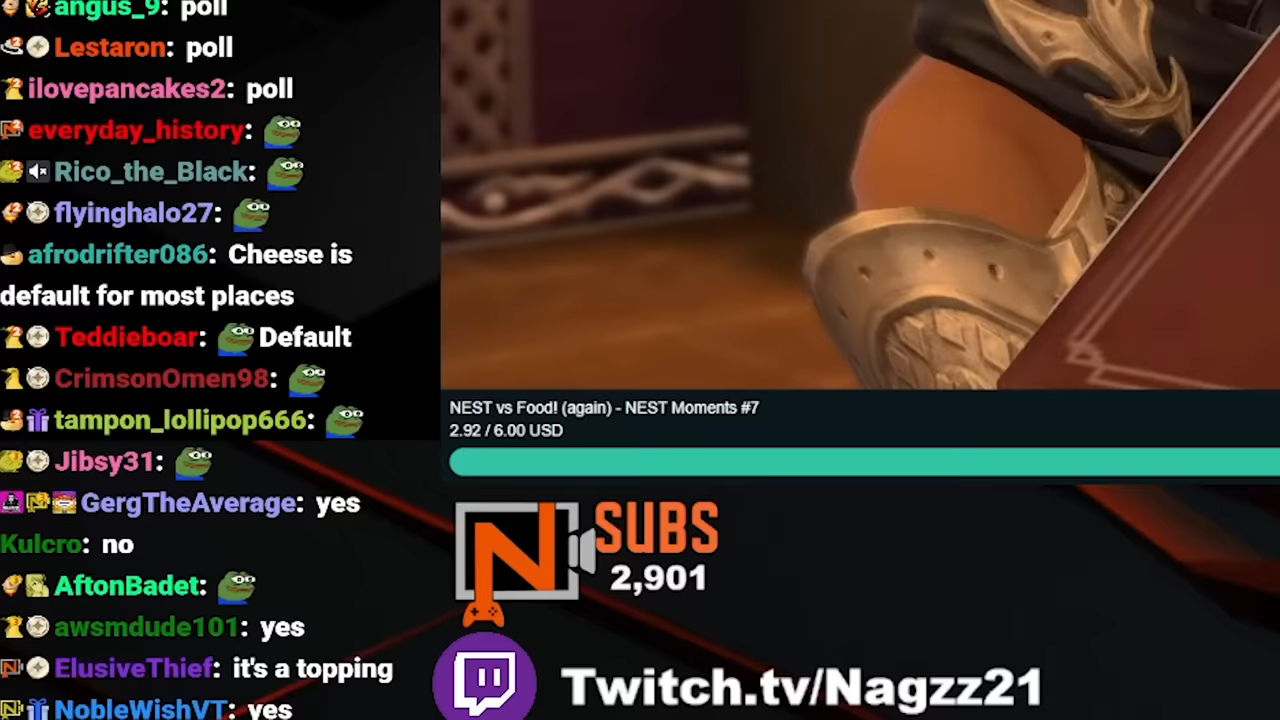 angus_9: poll
Lestaron: poll
ilovepancakes2: poll
everyday_history:
Rico_the_Black:
flyinghalo27:
afrodrifter086: Cheese is
default for most places
Teddieboar: Default
CrimsonOmen98:
tampon_lollipop666:
Jibsy31:
GergTheAverage: yes
Kulcro: no
AftonBadet:
awsmdude101: yes
ElusiveThief: it's a topping
NobleWishVT: yes
NEST vs Food! (again) - NEST Moments #7
2.92 / 6.00 USD
N
SUBS
2,901
Twitch.tv/Nagzz21